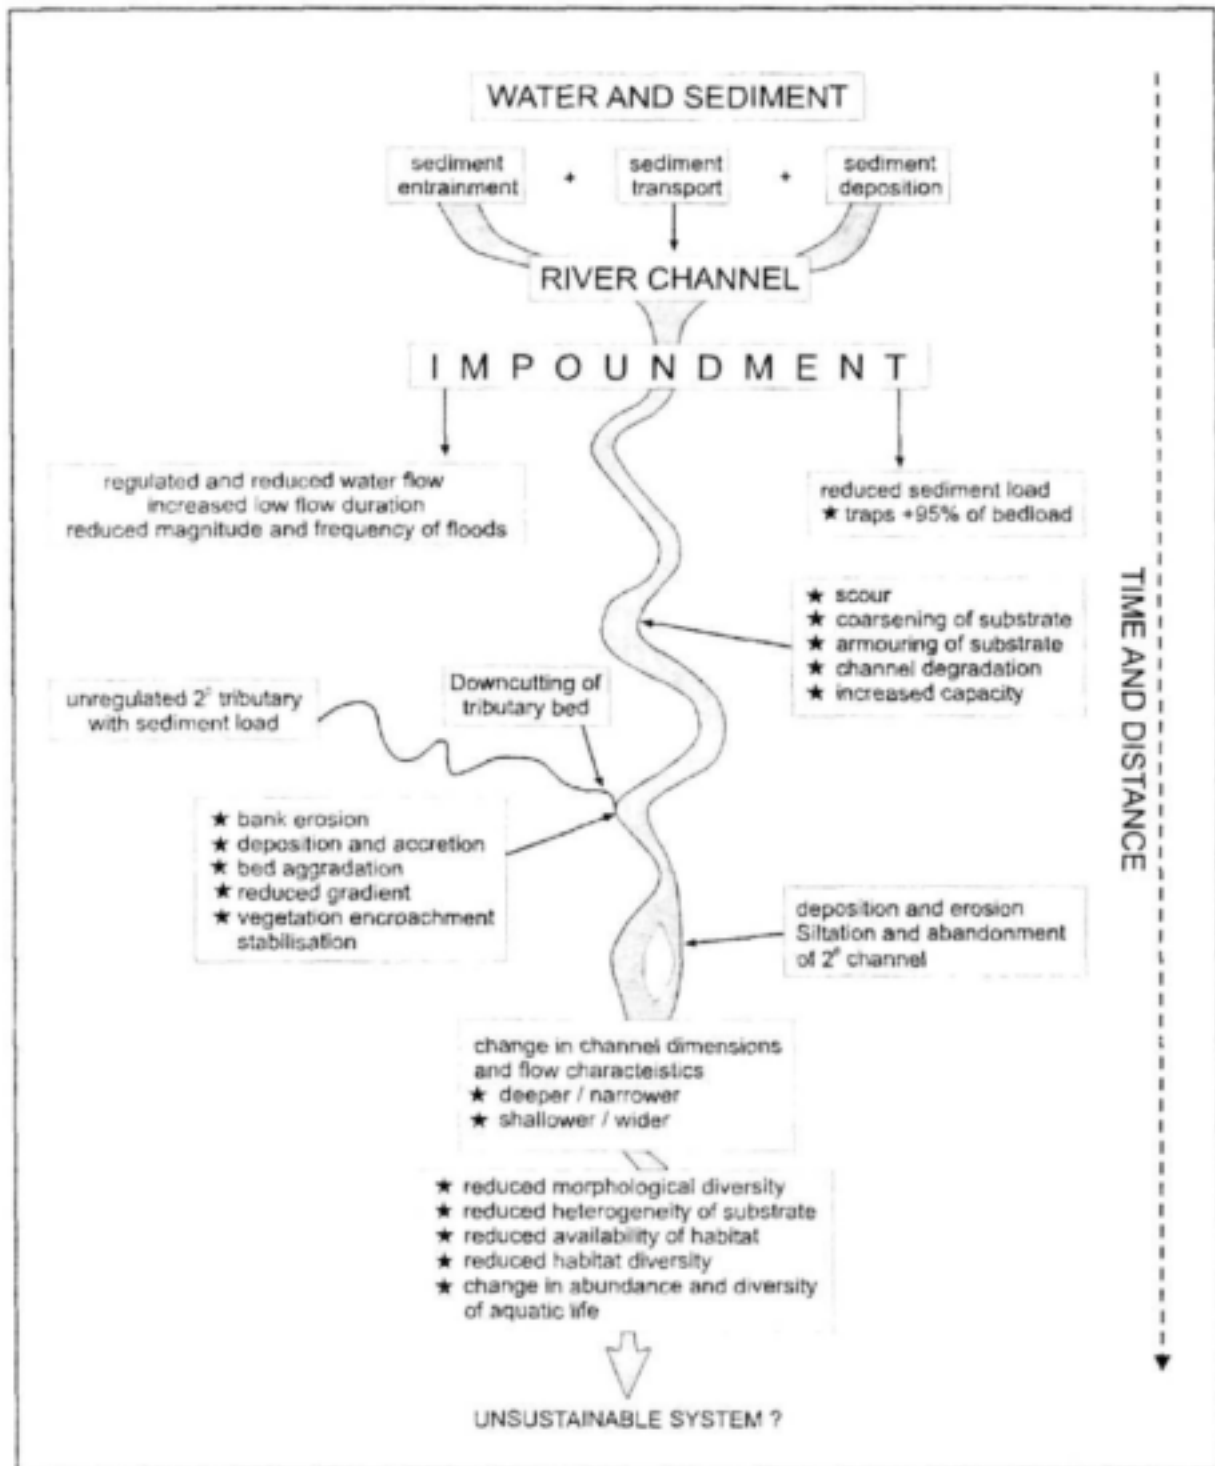 WATER AND SEDIMENT
sediment
entrainment
+
sediment
transport
+
sediment
deposition
RIVER CHANNEL
I M P O U N D M E N T
regulated and reduced water flow
increased low flow duration
reduced magnitude and frequency of floods
reduced sediment load
★ traps +95% of bedload
★ scour
★ coarsening of substrate
★ armouring of substrate
★ channel degradation
★ increased capacity
TIME AND DISTANCE
Downcutting of
tributary bed
unregulated 2° tributary
with sediment load
★ bank erosion
★ deposition and accretion
★ bed aggradation
★ reduced gradient
★ vegetation encroachment
stabilisation
deposition and erosion
Siltation and abandonment
of 2° channel
change in channel dimensions
and flow characteistics
★ deeper / narrower
★ shallower / wider
★ reduced morphological diversity
★ reduced heterogeneity of substrate
★ reduced availability of habitat
★ reduced habitat diversity
★ change in abundance and diversity
of aquatic life
UNSUSTAINABLE SYSTEM ?